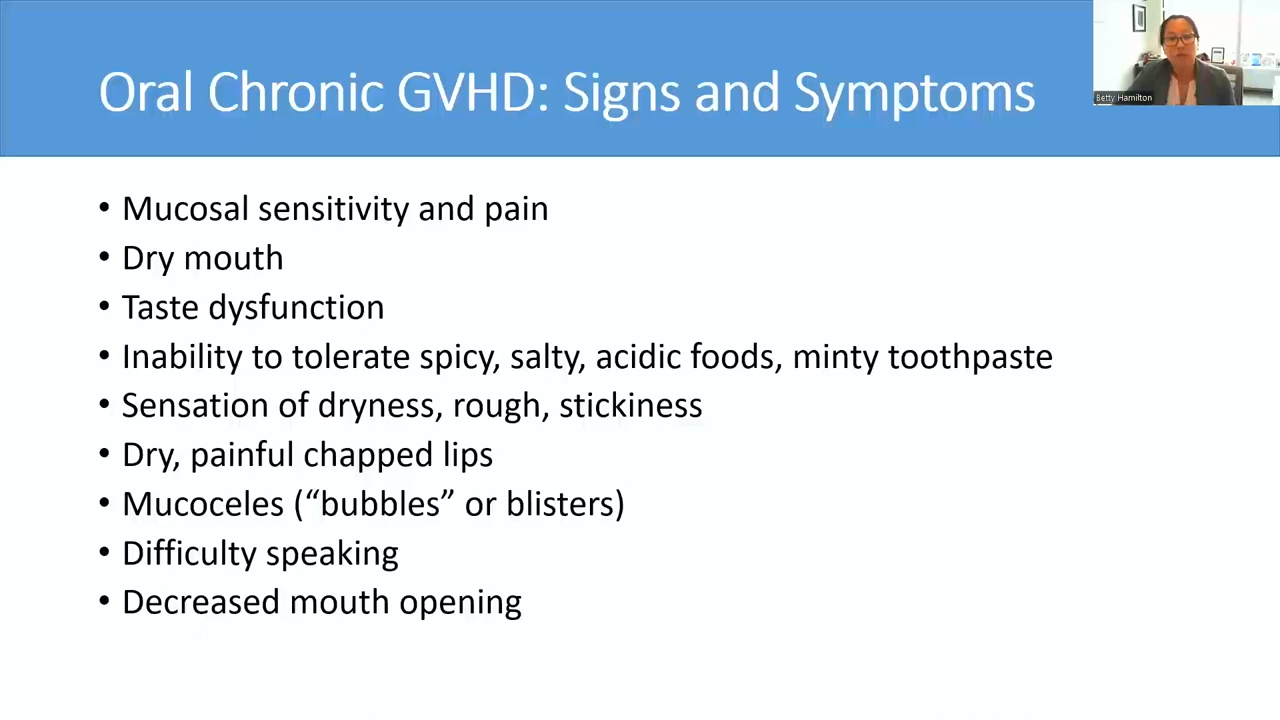 Oral Chronic GVHD: Signs and Symptoms
Betty Hamilton
• Mucosal sensitivity and pain
• Dry mouth
• Taste dysfunction
• Inability to tolerate spicy, salty, acidic foods, minty toothpaste
• Sensation of dryness, rough, stickiness
• Dry, painful chapped lips
• Mucoceles (“bubbles” or blisters)
• Difficulty speaking
• Decreased mouth opening